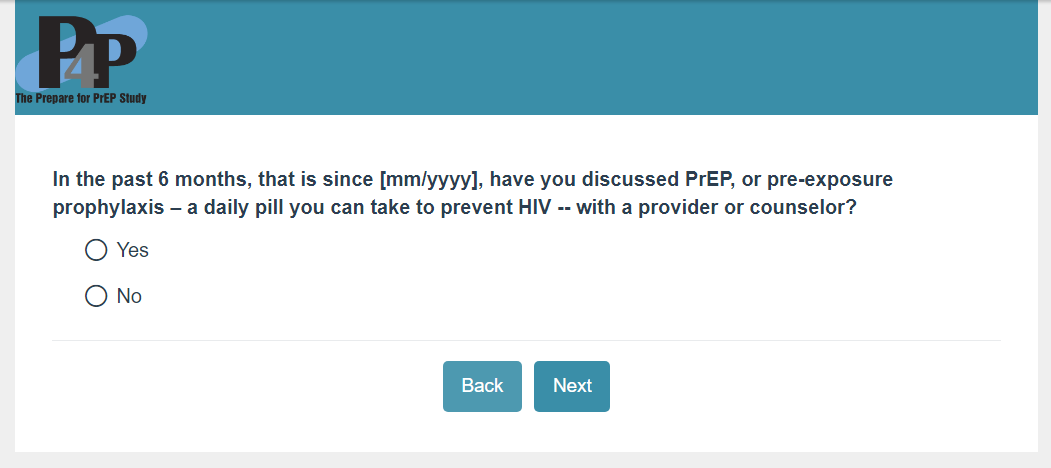 P4P
The Prepare for PrEP Study
In the past 6 months, that is since [mm/yyyy], have you discussed PrEP, or pre-exposure
prophylaxis – a daily pill you can take to prevent HIV -- with a provider or counselor?
Yes
No
Back Next